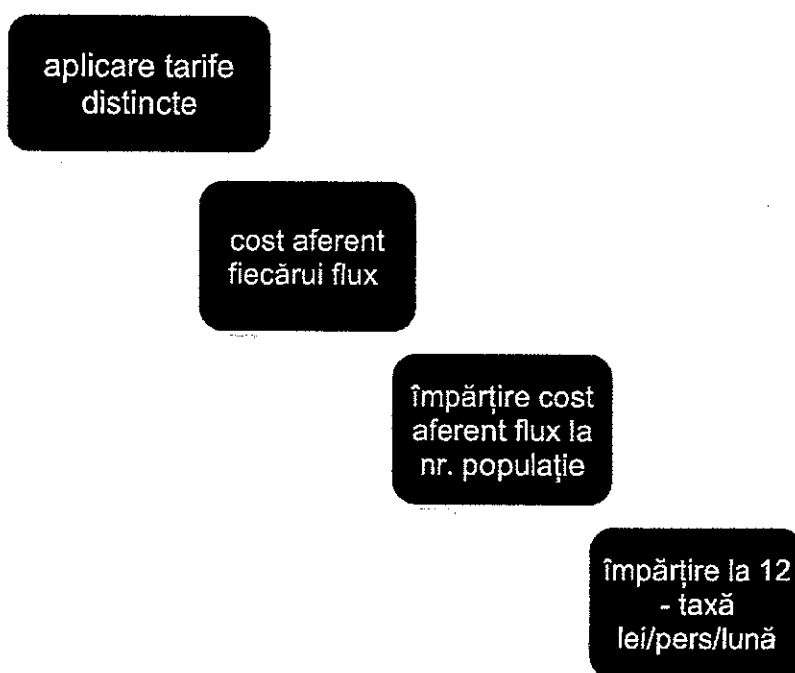 aplicare tarife
distincte
cost aferent
fiecărui flux
împărțire cost
aferent flux la
nr. populație
împărțire la 12
- taxă
lei/pers/lună